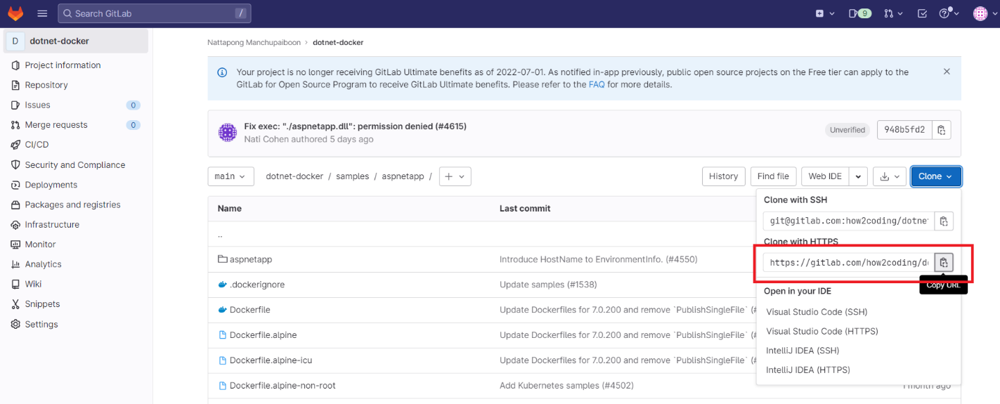 Search GitLab
/
9
D
dotnet-docker
Project information
Repository
Issues 0
Merge requests 0
CI/CD
Security and Compliance
Deployments
Packages and registries
Infrastructure
Monitor
Analytics
Wiki
Snippets
Settings
Nattapong Manchupaiboon › dotnet-docker
Your project is no longer receiving GitLab Ultimate benefits as of 2022-07-01. As notified in-app previously, public open source projects on the Free tier can apply to the
GitLab for Open Source Program to receive GitLab Ultimate benefits. Please refer to the FAQ for more details.
Fix exec: "./aspnetapp.dll": permission denied (#4615)
Nati Cohen authored 5 days ago
Unverified
948b5fd2
main
dotnet-docker / samples / aspnetapp /
History
Find file
Web IDE
Clone
Name Last commit
..
aspnetapp Introduce HostName to EnvironmentInfo. (#4550)
.dockerignore Update samples (#1538)
Dockerfile Update Dockerfiles for 7.0.200 and remove `PublishSingleFile` (#
Dockerfile.alpine Update Dockerfiles for 7.0.200 and remove `PublishSingleFile` (#
Dockerfile.alpine-icu Update Dockerfiles for 7.0.200 and remove `PublishSingleFile` (#
Dockerfile.alpine-non-root Add Kubernetes samples (#4502) 1 month ago
Clone with SSH
git@gitlab.com:how2coding/dotnet
Clone with HTTPS
https://gitlab.com/how2coding/do
Copy URL
Open in your IDE
Visual Studio Code (SSH)
Visual Studio Code (HTTPS)
IntelliJ IDEA (SSH)
IntelliJ IDEA (HTTPS)